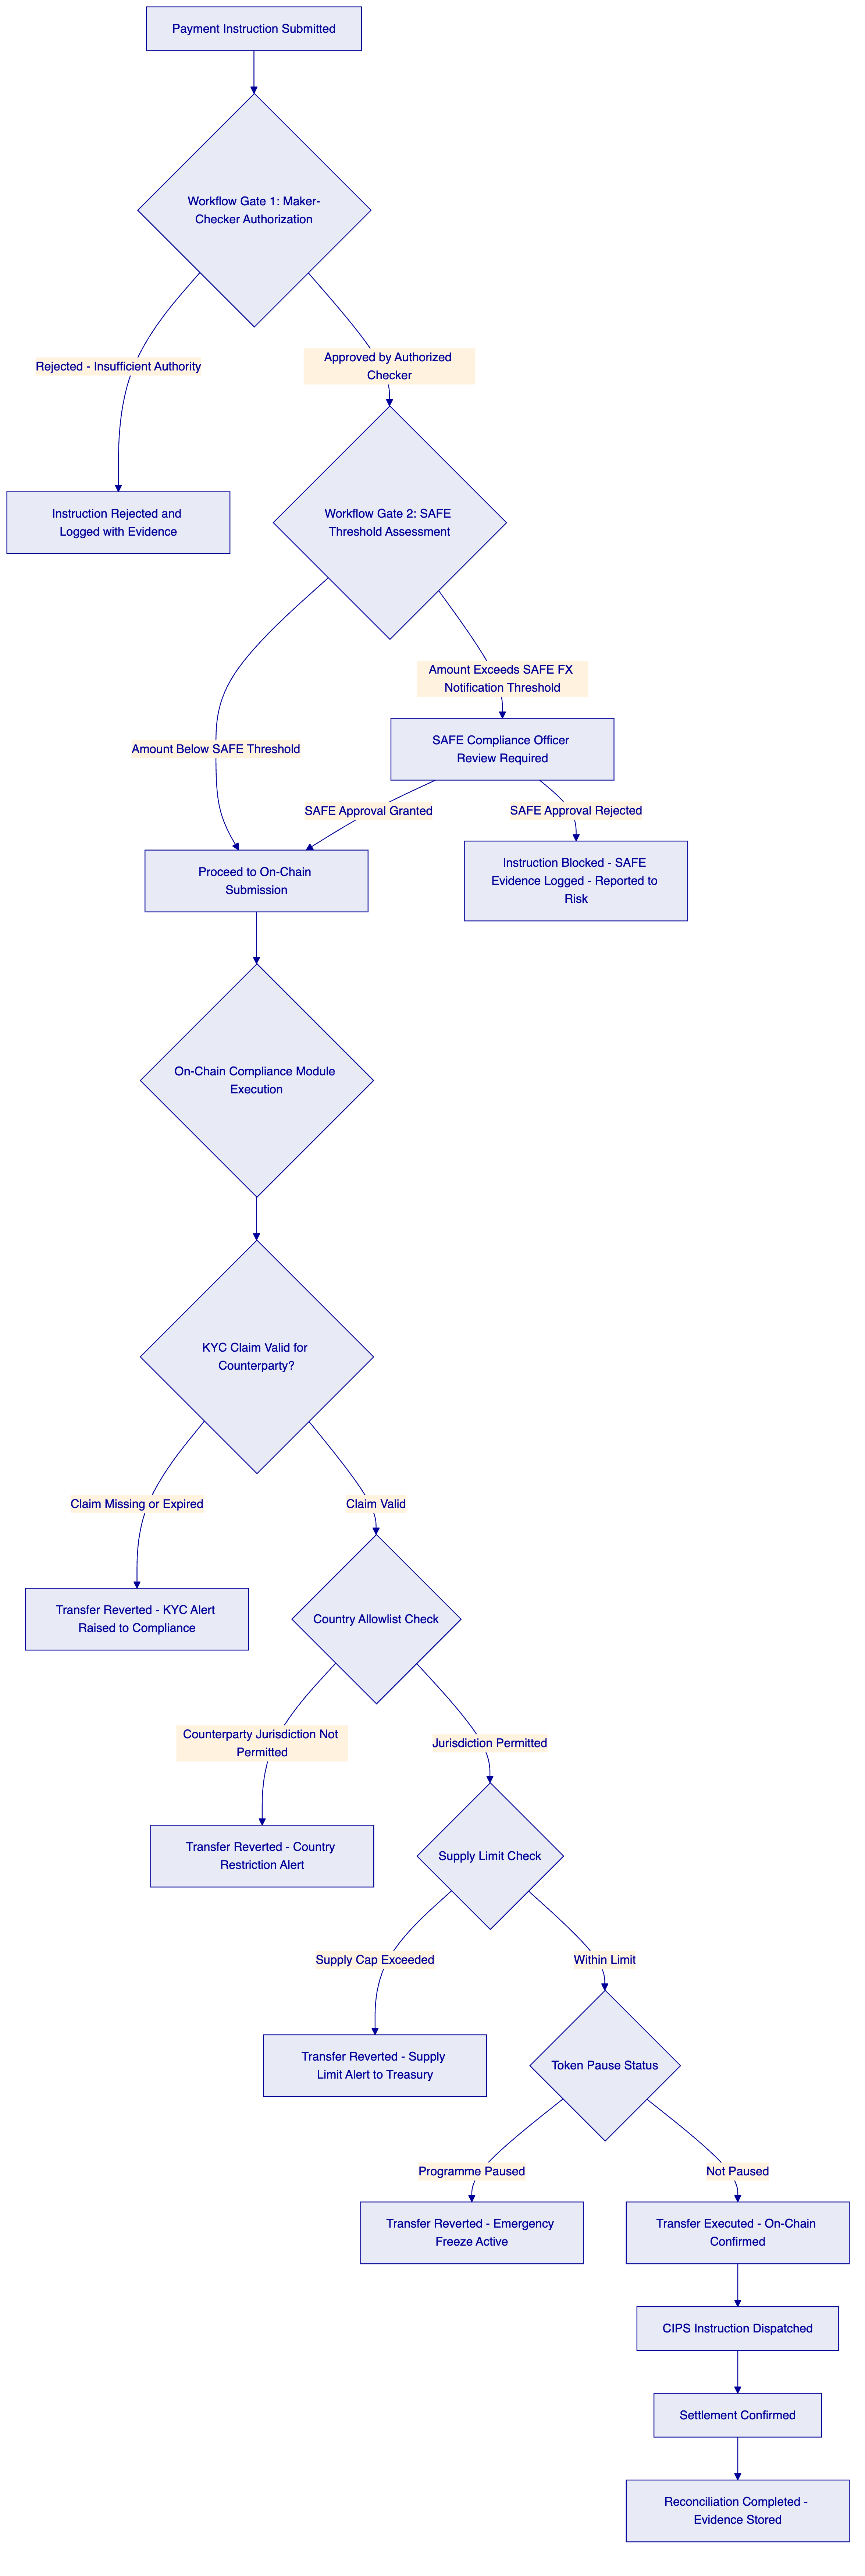 Payment Instruction Submitted
Workflow Gate 1: Maker-
Checker Authorization
Rejected - Insufficient Authority
Approved by Authorized
Checker
Instruction Rejected and
Logged with Evidence
Workflow Gate 2: SAFE
Threshold Assessment
Amount Exceeds SAFE FX
Notification Threshold
Amount Below SAFE Threshold
SAFE Compliance Officer
Review Required
SAFE Approval Granted
SAFE Approval Rejected
Proceed to On-Chain
Submission
Instruction Blocked - SAFE
Evidence Logged - Reported to
Risk
On-Chain Compliance Module
Execution
KYC Claim Valid for
Counterparty?
Claim Missing or Expired
Claim Valid
Transfer Reverted - KYC Alert
Raised to Compliance
Country Allowlist Check
Counterparty Jurisdiction Not
Permitted
Jurisdiction Permitted
Transfer Reverted - Country
Restriction Alert
Supply Limit Check
Supply Cap Exceeded
Within Limit
Transfer Reverted - Supply
Limit Alert to Treasury
Token Pause Status
Programme Paused
Not Paused
Transfer Reverted - Emergency
Freeze Active
Transfer Executed - On-Chain
Confirmed
CIPS Instruction Dispatched
Settlement Confirmed
Reconciliation Completed -
Evidence Stored